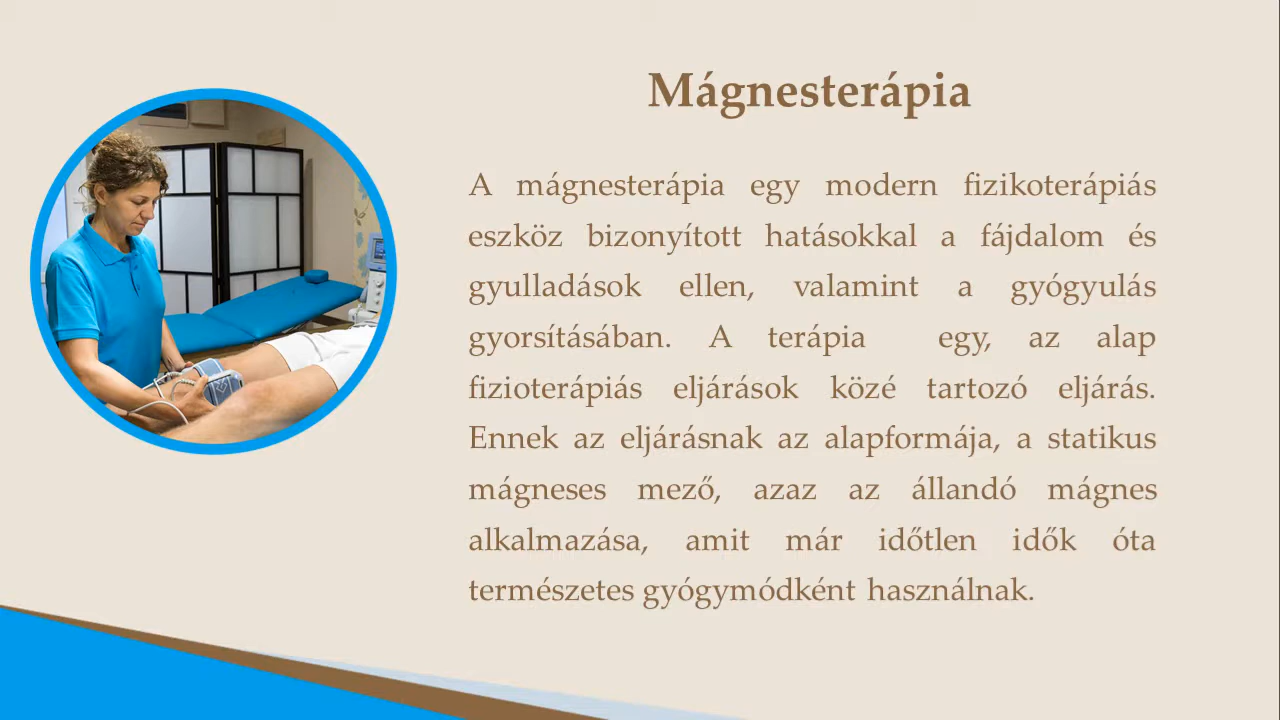 Mágnesterápia
A mágnesterápia egy modern fizikoterápiás
eszköz bizonyított hatásokkal a fájdalom és
gyulladások ellen, valamint a gyógyulás
gyorsításában. A terápia egy, az alap
fizioterápiás eljárások közé tartozó eljárás.
Ennek az eljárásnak az alapformája, a statikus
mágneses mező, azaz az állandó mágnes
alkalmazása, amit már időtlen idők óta
természetes gyógymódként használnak.